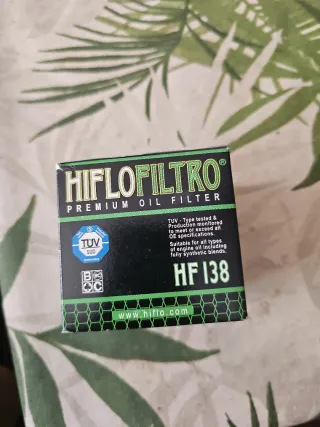 HIFLOFILTRO®
PREMIUM OIL FILTER
TUV - Type tested &
Production monitored
to meet or exceed all
OE specifications.
Suitable for all types
of engine oil including
fully synthetic blends.
TUV
HF138
www.hiflo.com